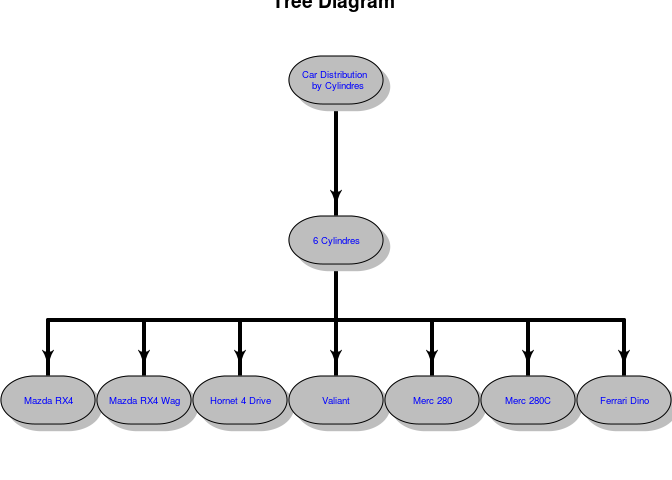 Tree Diagram
Car Distribution
by Cylindres
6 Cylindres
Mazda RX4
Mazda RX4 Wag
Hornet 4 Drive
Valiant
Merc 280
Merc 280C
Ferrari Dino